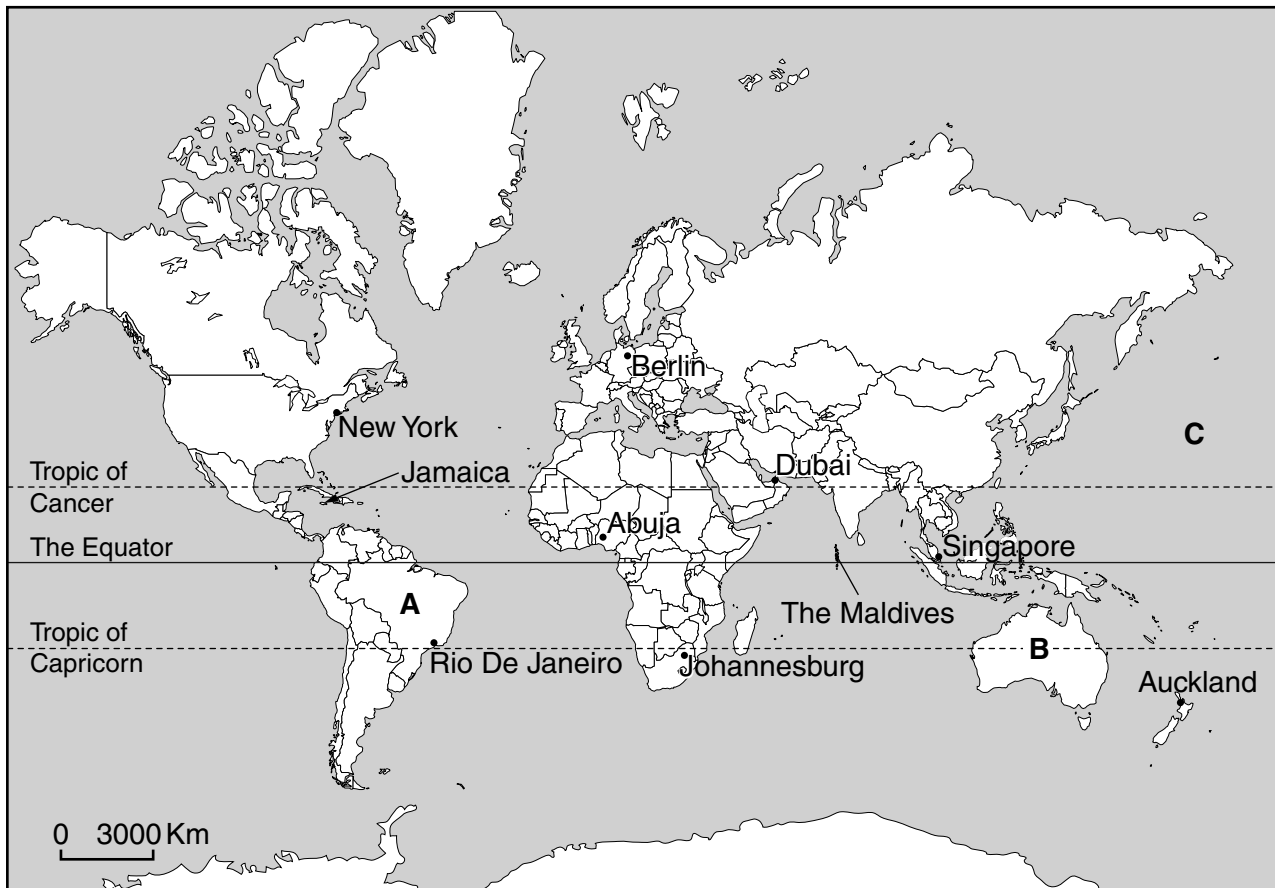 Berlin
New York
C
Tropic of
Cancer
Jamaica
Dubai
Abuja
The Equator
Singapore
A
The Maldives
Tropic of
Capricorn
Rio De Janeiro
Johannesburg
B
Auckland
0 3000 Km